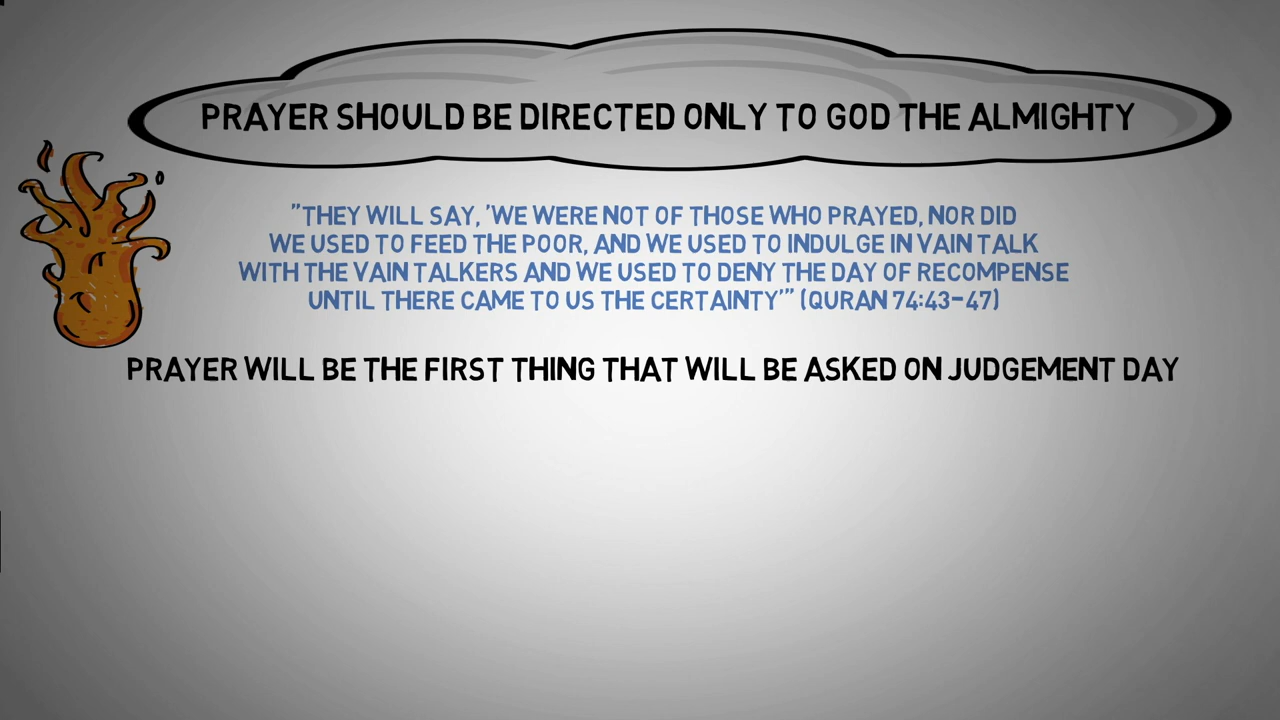 PRAYER SHOULD BE DIRECTED ONLY TO GOD THE ALMIGHTY
"THEY WILL SAY, 'WE WERE NOT OF THOSE WHO PRAYED, NOR DID
WE USED TO FEED THE POOR, AND WE USED TO INDULGE IN VAIN TALK
WITH THE VAIN TALKERS AND WE USED TO DENY THE DAY OF RECOMPENSE
UNTIL THERE CAME TO US THE CERTAINTY'" (QURAN 74:43-47)
PRAYER WILL BE THE FIRST THING THAT WILL BE ASKED ON JUDGEMENT DAY